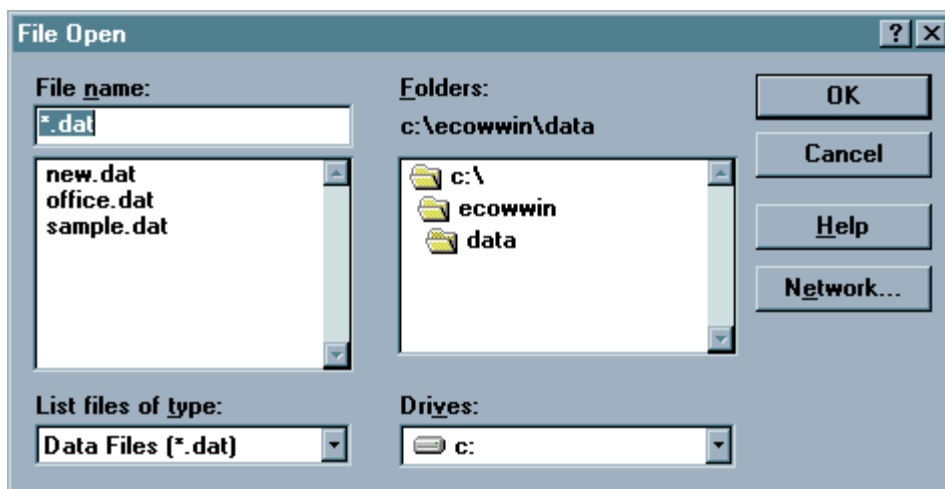 File Open
File name:
*.dat
new.dat
office.dat
sample.dat
List files of type:
Data Files (*.dat)
Folders:
c:\ecowwin\data
c:\
ecowwin
data
Drives:
c:
OK
Cancel
Help
Network...